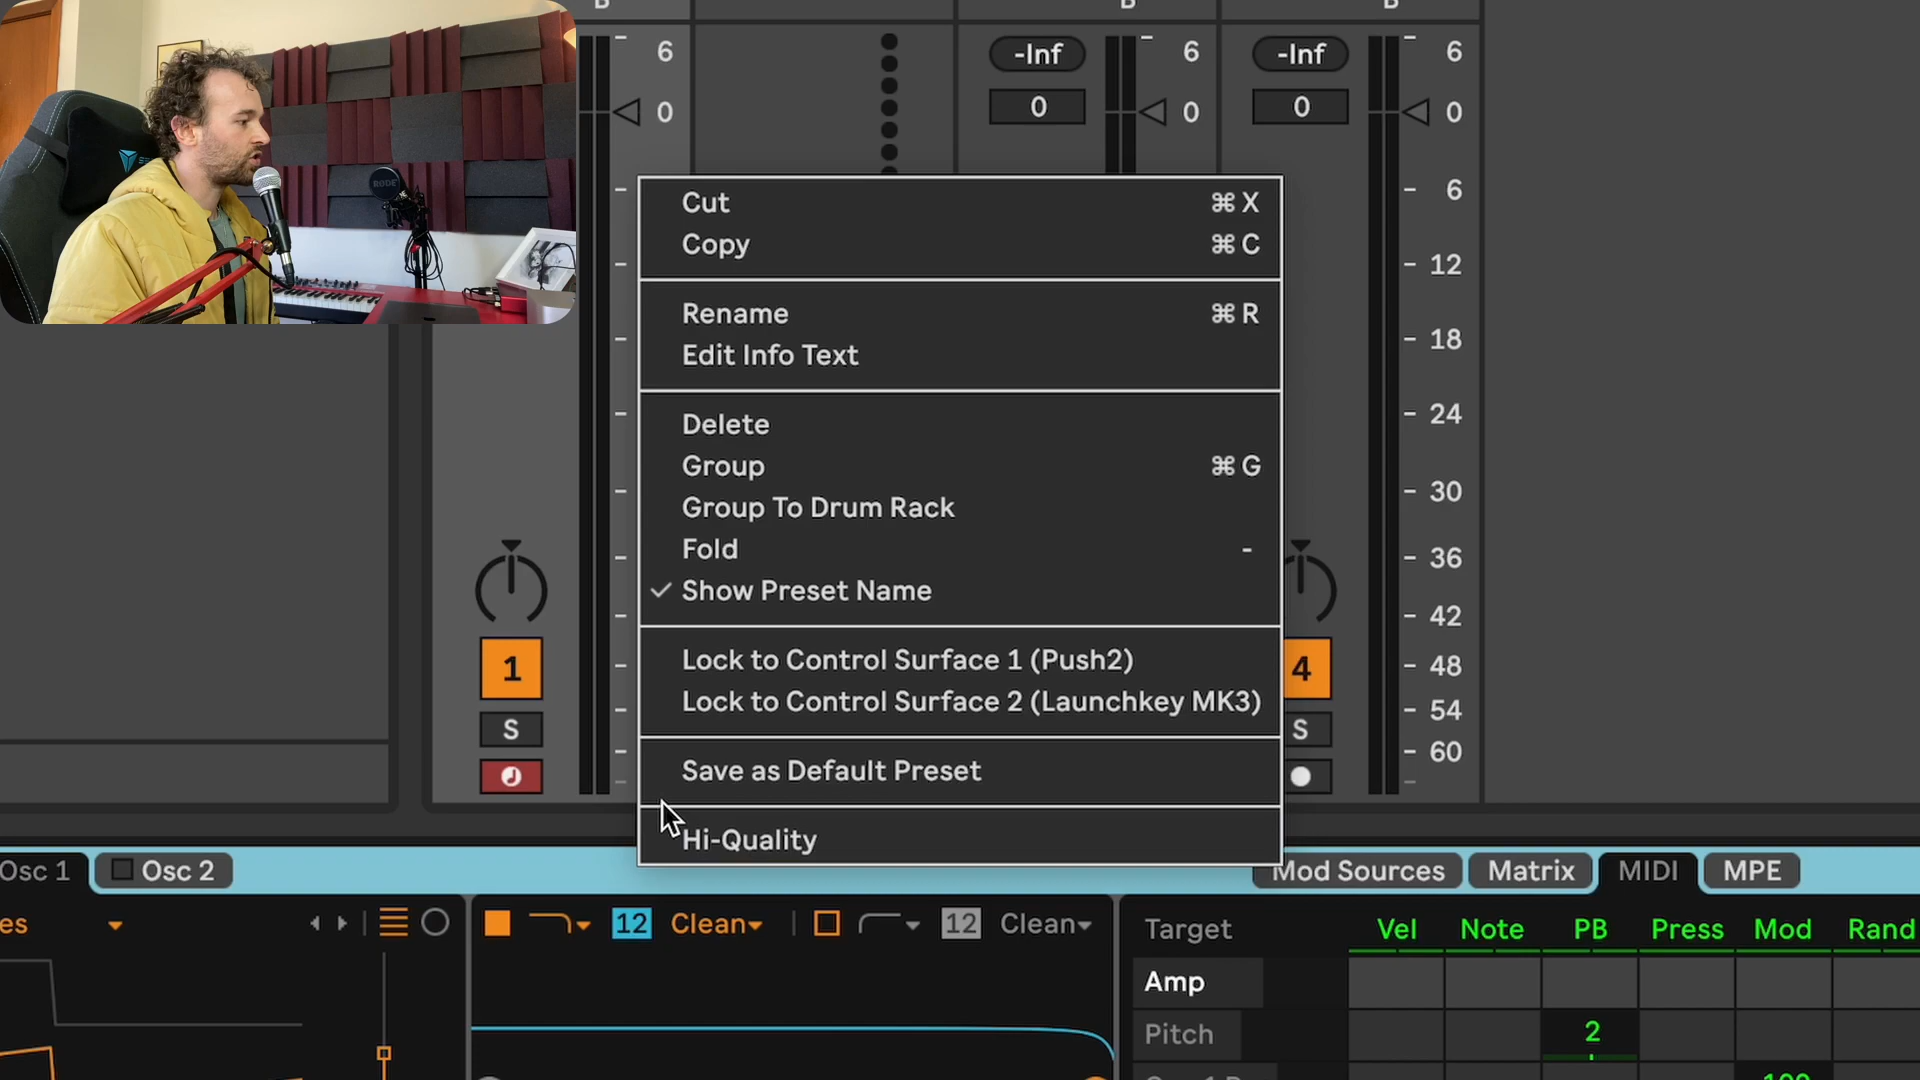 B
B
B
6
-Inf
6
-Inf
6
0
0
0
0
0
6
12
18
24
30
36
42
48
54
60
RØDE
Cut ⌘ X
Copy ⌘ C
Rename ⌘ R
Edit Info Text
Delete
Group ⌘ G
Group To Drum Rack
Fold -
✓ Show Preset Name
Lock to Control Surface 1 (Push2)
Lock to Control Surface 2 (Launchkey MK3)
Save as Default Preset
Hi-Quality
1
S
4
S
Osc 1
Osc 2
Mod Sources
Matrix
MIDI
MPE
es
12 Clean
12 Clean
Target Vel Note PB Press Mod Rand
Amp
Pitch 2